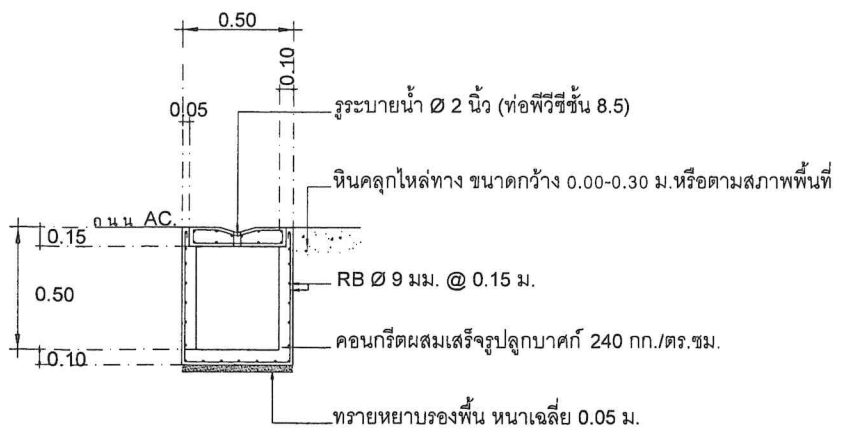 0.50
0.10
0.05
รูระบายน้ำ Ø 2 นิ้ว (ท่อพีวีซีชั้น 8.5)
หินคลุกไหล่ทาง ขนาดกว้าง 0.00-0.30 ม.หรือตามสภาพพื้นที่
ถนน AC.
0.15
RB Ø 9 มม. @ 0.15 ม.
0.50
คอนกรีตผสมเสร็จรูปลูกบาศก์ 240 กก./ตร.ซม.
0.10
ทรายหยาบรองพื้น หนาเฉลี่ย 0.05 ม.